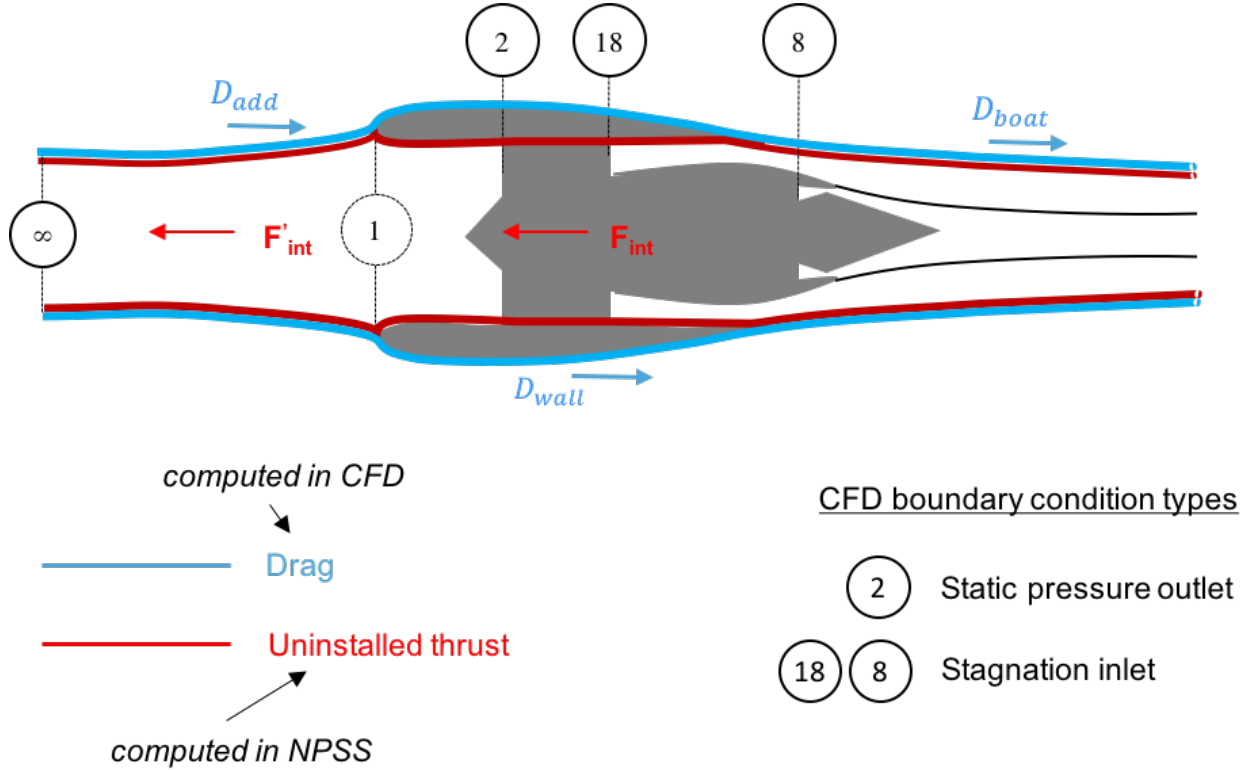 2
18
8
D_add
D_boat
∞
F'_int
1
F_int
D_wall
computed in CFD
CFD boundary condition types
Drag
2
Static pressure outlet
Uninstalled thrust
18
8
Stagnation inlet
computed in NPSS